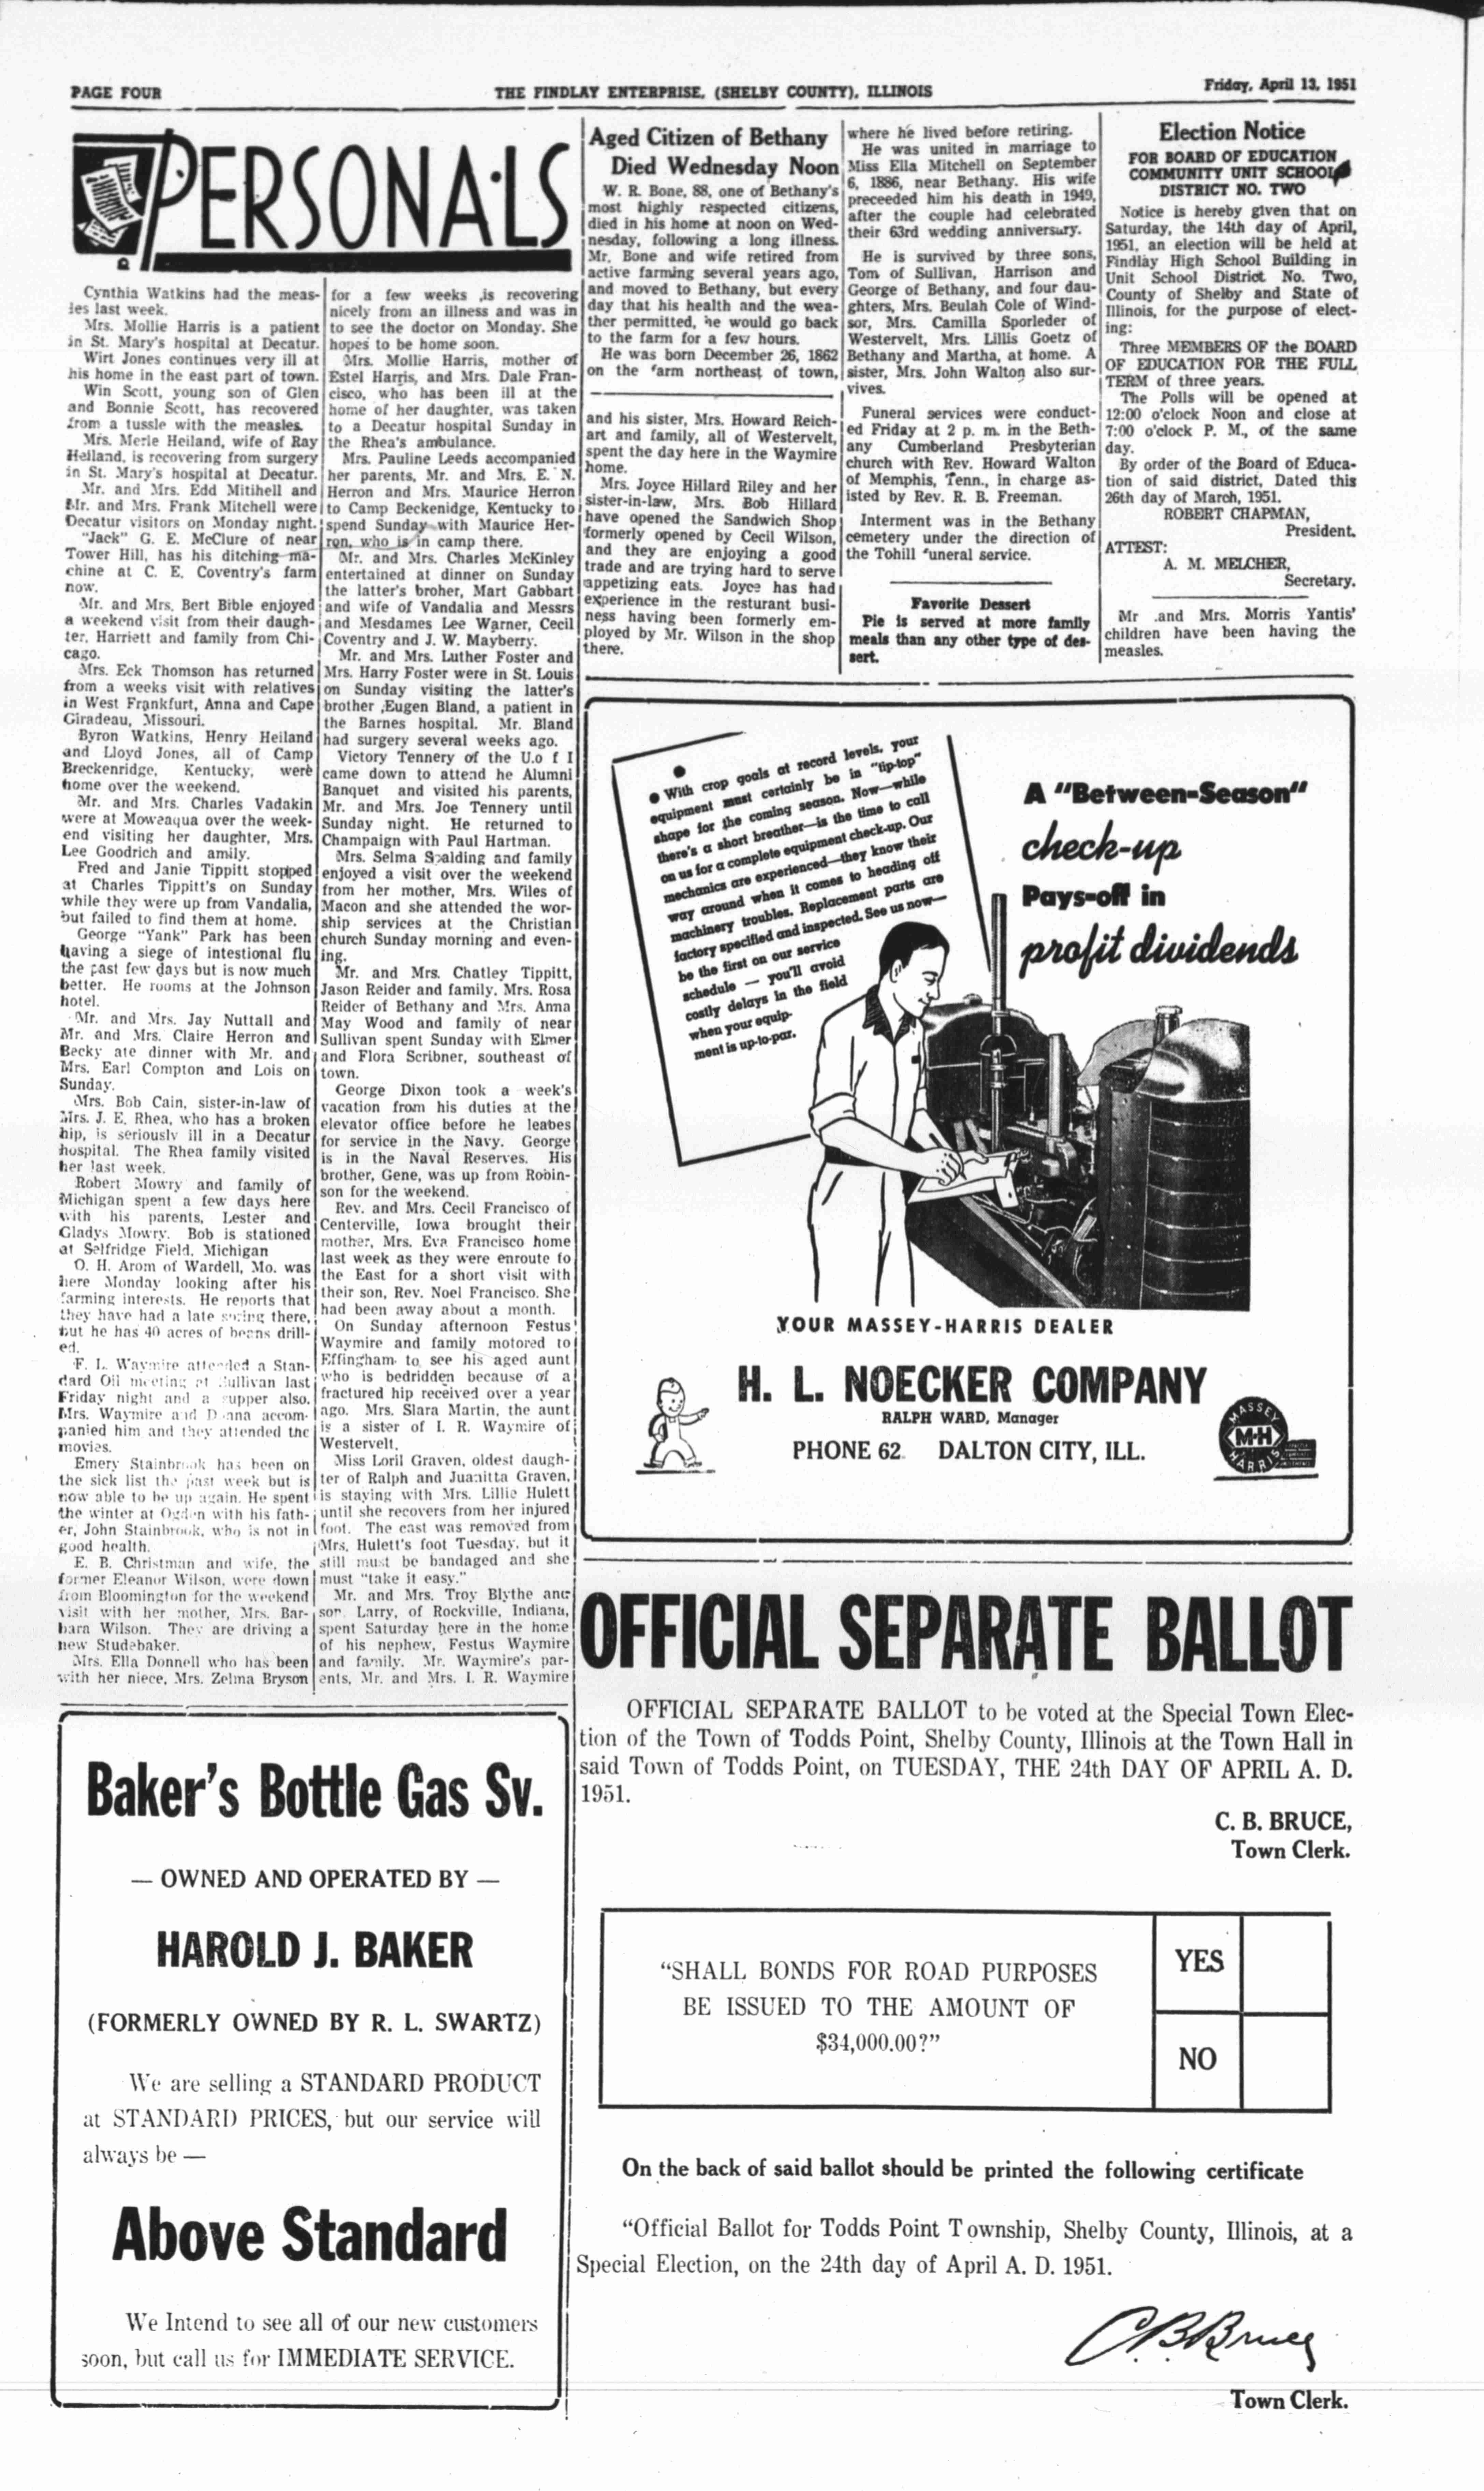 PAGE FOUR
THE FINDLAY ENTERPRISE, (SHELBY COUNTY), ILLINOIS
Friday, April 13, 1951
PERSONALS
Cynthia Watkins had the meas-
les last week.
Mrs. Mollie Harris is a patient
in St. Mary's hospital at Decatur.
Wirt Jones continues very ill at
his home in the east part of town.
Win Scott, young son of Glen
and Bonnie Scott, has recovered
from a tussle with the measles.
Mrs. Merle Heiland, wife of Ray
Heiland, is recovering from surgery
in St. Mary's hospital at Decatur.
Mr. and Mrs. Edd Mitihell and
Mr. and Mrs. Frank Mitchell were
Decatur visitors on Monday night.
"Jack" G. E. McClure of near
Tower Hill, has his ditching ma-
chine at C. E. Coventry's farm
now.
Mr. and Mrs. Bert Bible enjoyed
a weekend visit from their daugh-
ter, Harriett and family from Chi-
cago.
Mrs. Eck Thomson has returned
from a weeks visit with relatives
in West Frankfurt, Anna and Cape
Giradeau, Missouri.
Byron Watkins, Henry Heiland
and Lloyd Jones, all of Camp
Breckenridge, Kentucky, were
home over the weekend.
Mr. and Mrs. Charles Vadakin
were at Moweaqua over the week-
end visiting her daughter, Mrs.
Lee Goodrich and amily.
Fred and Janie Tippitt stopped
at Charles Tippitt's on Sunday
while they were up from Vandalia,
but failed to find them at home.
George "Yank" Park has been
having a siege of intestional flu
the past few days but is now much
better. He rooms at the Johnson
hotel.
Mr. and Mrs. Jay Nuttall and
Mr. and Mrs. Claire Herron and
Becky ate dinner with Mr. and
Mrs. Earl Compton and Lois on
Sunday.
Mrs. Bob Cain, sister-in-law of
Mrs. J. E. Rhea, who has a broken
hip, is seriously ill in a Decatur
hospital. The Rhea family visited
her last week.
Robert Mowry and family of
Michigan spent a few days here
with his parents, Lester and
Gladys Mowry. Bob is stationed
at Selfridge Field, Michigan
O. H. Arom of Wardell, Mo. was
here Monday looking after his
farming interests. He reports that
they have had a late spring there,
but he has 40 acres of beans drill-
ed.
F. L. Waymire attended a Stan-
dard Oil meeting at Sullivan last
Friday night and a supper also.
Mrs. Waymire and Donna accom-
panied him and they attended the
movies.
Emery Stainbrook has been on
the sick list the past week but is
now able to be up again. He spent
the winter at Ogden with his fath-
er, John Stainbrook, who is not in
good health.
E. B. Christman and wife, the
former Eleanor Wilson, were down
from Bloomington for the weekend
visit with her mother, Mrs. Bar-
bara Wilson. They are driving a
new Studebaker.
Mrs. Ella Donnell who has been
with her niece, Mrs. Zelma Bryson
for a few weeks ,is recovering
nicely from an illness and was in
to see the doctor on Monday. She
hopes to be home soon.
Mrs. Mollie Harris, mother of
Estel Harris, and Mrs. Dale Fran-
cisco, who has been ill at the
home of her daughter, was taken
to a Decatur hospital Sunday in
the Rhea's ambulance.
Mrs. Pauline Leeds accompanied
her parents, Mr. and Mrs. E. N.
Herron and Mrs. Maurice Herron
to Camp Beckenidge, Kentucky to
spend Sunday with Maurice Her-
ron, who is in camp there.
Mr. and Mrs. Charles McKinley
entertained at dinner on Sunday
the latter's broher, Mart Gabbart
and wife of Vandalia and Messrs
and Mesdames Lee Warner, Cecil
Coventry and J. W. Mayberry.
Mr. and Mrs. Luther Foster and
Mrs. Harry Foster were in St. Louis
on Sunday visiting the latter's
brother ,Eugen Bland, a patient in
the Barnes hospital. Mr. Bland
had surgery several weeks ago.
Victory Tennery of the U.o f I
came down to attend he Alumni
Banquet and visited his parents,
Mr. and Mrs. Joe Tennery until
Sunday night. He returned to
Champaign with Paul Hartman.
Mrs. Selma Spalding and family
enjoyed a visit over the weekend
from her mother, Mrs. Wiles of
Macon and she attended the wor-
ship services at the Christian
church Sunday morning and even-
ing.
Mr. and Mrs. Chatley Tippitt,
Jason Reider and family, Mrs. Rosa
Reider of Bethany and Mrs. Anna
May Wood and family of near
Sullivan spent Sunday with Elmer
and Flora Scribner, southeast of
town.
George Dixon took a week's
vacation from his duties at the
elevator office before he leabes
for service in the Navy. George
is in the Naval Reserves. His
brother, Gene, was up from Robin-
son for the weekend.
Rev. and Mrs. Cecil Francisco of
Centerville, Iowa brought their
mother, Mrs. Eva Francisco home
last week as they were enroute to
the East for a short visit with
their son, Rev. Noel Francisco. She
had been away about a month.
On Sunday afternoon Festus
Waymire and family motored to
Effingham to see his aged aunt
who is bedridden because of a
fractured hip received over a year
ago. Mrs. Slara Martin, the aunt
is a sister of I. R. Waymire of
Westervelt.
Miss Loril Graven, oldest daugh-
ter of Ralph and Juanitta Graven,
is staying with Mrs. Lillie Hulett
until she recovers from her injured
foot. The cast was removed from
Mrs. Hulett's foot Tuesday, but it
still must be bandaged and she
must "take it easy."
Mr. and Mrs. Troy Blythe and
son Larry, of Rockville, Indiana,
spent Saturday here in the home
of his nephew, Festus Waymire
and family. Mr. Waymire's par-
ents, Mr. and Mrs. I. R. Waymire
Aged Citizen of Bethany
Died Wednesday Noon
W. R. Bone, 88, one of Bethany's
most highly respected citizens,
died in his home at noon on Wed-
nesday, following a long illness.
Mr. Bone and wife retired from
active farming several years ago,
and moved to Bethany, but every
day that his health and the wea-
ther permitted, he would go back
to the farm for a few hours.
He was born December 26, 1862
on the farm northeast of town,
and his sister, Mrs. Howard Reich-
art and family, all of Westervelt,
spent the day here in the Waymire
home.
Mrs. Joyce Hillard Riley and her
sister-in-law, Mrs. Bob Hillard
have opened the Sandwich Shop
formerly opened by Cecil Wilson,
and they are enjoying a good
trade and are trying hard to serve
appetizing eats. Joyce has had
experience in the resturant busi-
ness having been formerly em-
ployed by Mr. Wilson in the shop
there.
where he lived before retiring.
He was united in marriage to
Miss Ella Mitchell on September
6, 1886, near Bethany. His wife
preceeded him his death in 1949,
after the couple had celebrated
their 63rd wedding anniversary.
He is survived by three sons,
Tom of Sullivan, Harrison and
George of Bethany, and four dau-
ghters, Mrs. Beulah Cole of Wind-
sor, Mrs. Camilla Sporleder of
Westervelt, Mrs. Lillis Goetz of
Bethany and Martha, at home. A
sister, Mrs. John Walton also sur-
vives.
Funeral services were conduct-
ed Friday at 2 p. m. in the Beth-
any Cumberland Presbyterian
church with Rev. Howard Walton
of Memphis, Tenn., in charge as-
isted by Rev. R. B. Freeman.
Interment was in the Bethany
cemetery under the direction of
the Tohill funeral service.
Favorite Dessert
Pie is served at more family
meals than any other type of des-
sert.
Election Notice
FOR BOARD OF EDUCATION
COMMUNITY UNIT SCHOOL
DISTRICT NO. TWO
Notice is hereby given that on
Saturday, the 14th day of April,
1951, an election will be held at
Findlay High School Building in
Unit School District No. Two,
County of Shelby and State of
Illinois, for the purpose of elect-
ing:
Three MEMBERS OF the BOARD
OF EDUCATION FOR THE FULL
TERM of three years.
The Polls will be opened at
12:00 o'clock Noon and close at
7:00 o'clock P. M., of the same
day.
By order of the Board of Educa-
tion of said district, Dated this
26th day of March, 1951.
ROBERT CHAPMAN,
President.
ATTEST:
A. M. MELCHER,
Secretary.
Mr .and Mrs. Morris Yantis'
children have been having the
measles.
● With crop goals at record levels, your
equipment must certainly be in "tip-top"
shape for the coming season. Now—while
there's a short breather—is the time to call
on us for a complete equipment check-up. Our
mechanics are experienced—they know their
way around when it comes to heading off
machinery troubles. Replacement parts are
factory specified and inspected. See us now—
be the first on our service
schedule — you'll avoid
costly delays in the field
when your equip-
ment is up-to-par.
A "Between-Season"
check-up
Pays-off in
profit dividends
YOUR MASSEY-HARRIS DEALER
H. L. NOECKER COMPANY
RALPH WARD, Manager
PHONE 62 DALTON CITY, ILL.
MASSEY
M-H
HARRIS
OFFICIAL SEPARATE BALLOT
OFFICIAL SEPARATE BALLOT to be voted at the Special Town Elec-
tion of the Town of Todds Point, Shelby County, Illinois at the Town Hall in
said Town of Todds Point, on TUESDAY, THE 24th DAY OF APRIL A. D.
1951.
C. B. BRUCE,
Town Clerk.
"SHALL BONDS FOR ROAD PURPOSES
BE ISSUED TO THE AMOUNT OF
$34,000.00?"
YES
NO
On the back of said ballot should be printed the following certificate
"Official Ballot for Todds Point Township, Shelby County, Illinois, at a
Special Election, on the 24th day of April A. D. 1951.
C. B. Bruce
Town Clerk.
Baker's Bottle Gas Sv.
— OWNED AND OPERATED BY —
HAROLD J. BAKER
(FORMERLY OWNED BY R. L. SWARTZ)
We are selling a STANDARD PRODUCT
at STANDARD PRICES, but our service will
always be —
Above Standard
We Intend to see all of our new customers
soon, but call us for IMMEDIATE SERVICE.